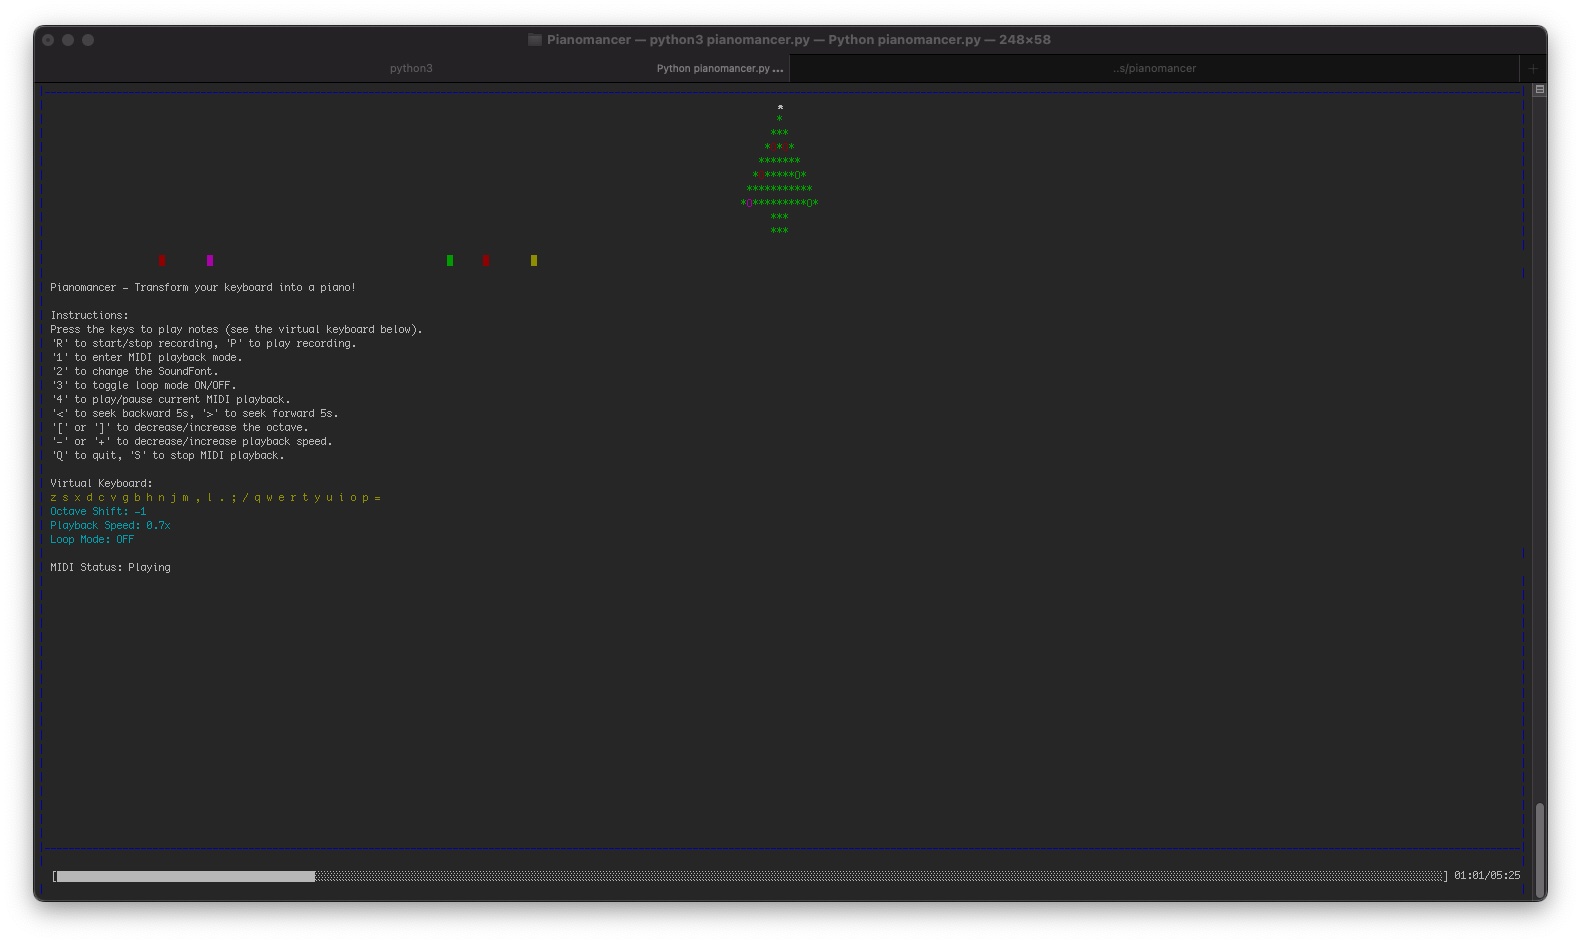 Pianomancer — python3 pianomancer.py — Python pianomancer.py — 248×58
python3
Python pianomancer.py ...
..s/pianomancer
*
*
***
* * *
*******
* *****O*
***********
*O*********O*
***
***
Pianomancer - Transform your keyboard into a piano!
Instructions:
Press the keys to play notes (see the virtual keyboard below).
'R' to start/stop recording, 'P' to play recording.
'1' to enter MIDI playback mode.
'2' to change the SoundFont.
'3' to toggle loop mode ON/OFF.
'4' to play/pause current MIDI playback.
'<' to seek backward 5s, '>' to seek forward 5s.
'[' or ']' to decrease/increase the octave.
'-' or '+' to decrease/increase playback speed.
'Q' to quit, 'S' to stop MIDI playback.
Virtual Keyboard:
z s x d c v g b h n j m , l . ; / q w e r t y u i o p =
Octave Shift: -1
Playback Speed: 0.7x
Loop Mode: OFF
MIDI Status: Playing
[ ] 01:01/05:25